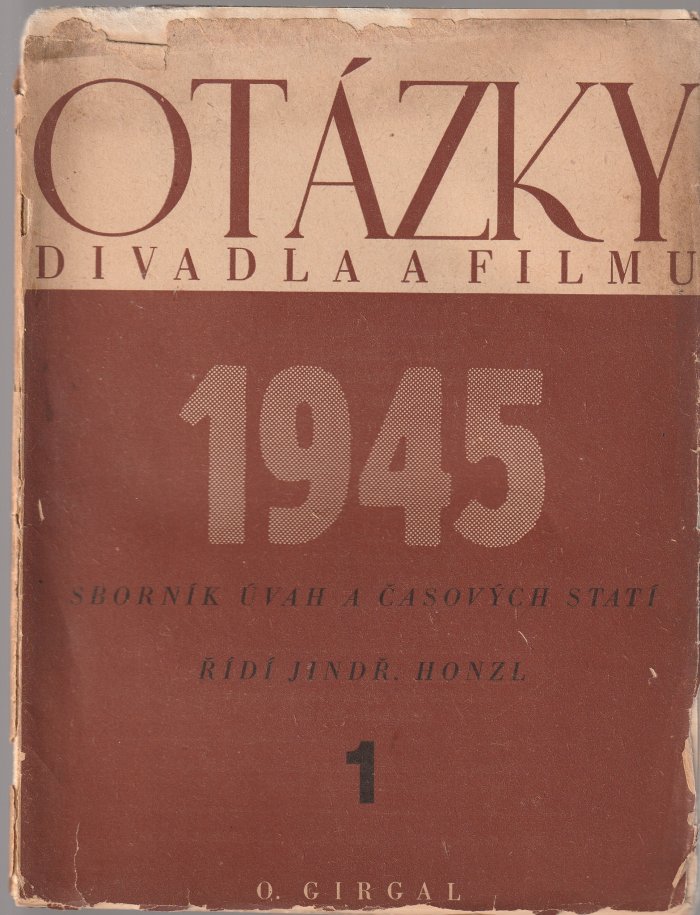 OTÁZKY
DIVADLA A FILMU
1945
SBORNÍK ÚVAH A ČASOVÝCH STATÍ
ŘÍDÍ JINDŘ. HONZL
1
O. GIRGAL